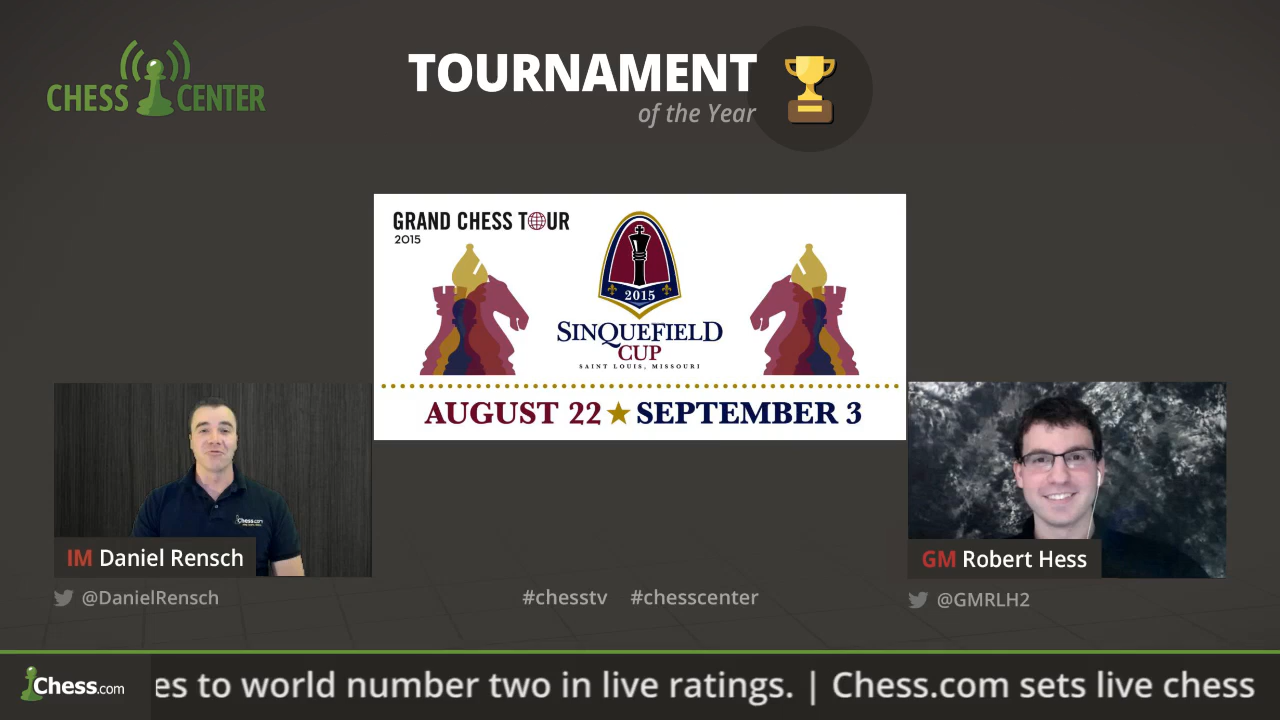 CHESS CENTER
TOURNAMENT
of the Year
GRAND CHESS TOUR
2015
2015
SINQUEFIELD
CUP
SAINT LOUIS, MISSOURI
AUGUST 22 ★ SEPTEMBER 3
Chess.com
IM Daniel Rensch
GM Robert Hess
@DanielRensch
#chesstv #chesscenter
@GMRLH2
Chess.com
es to world number two in live ratings. | Chess.com sets live chess